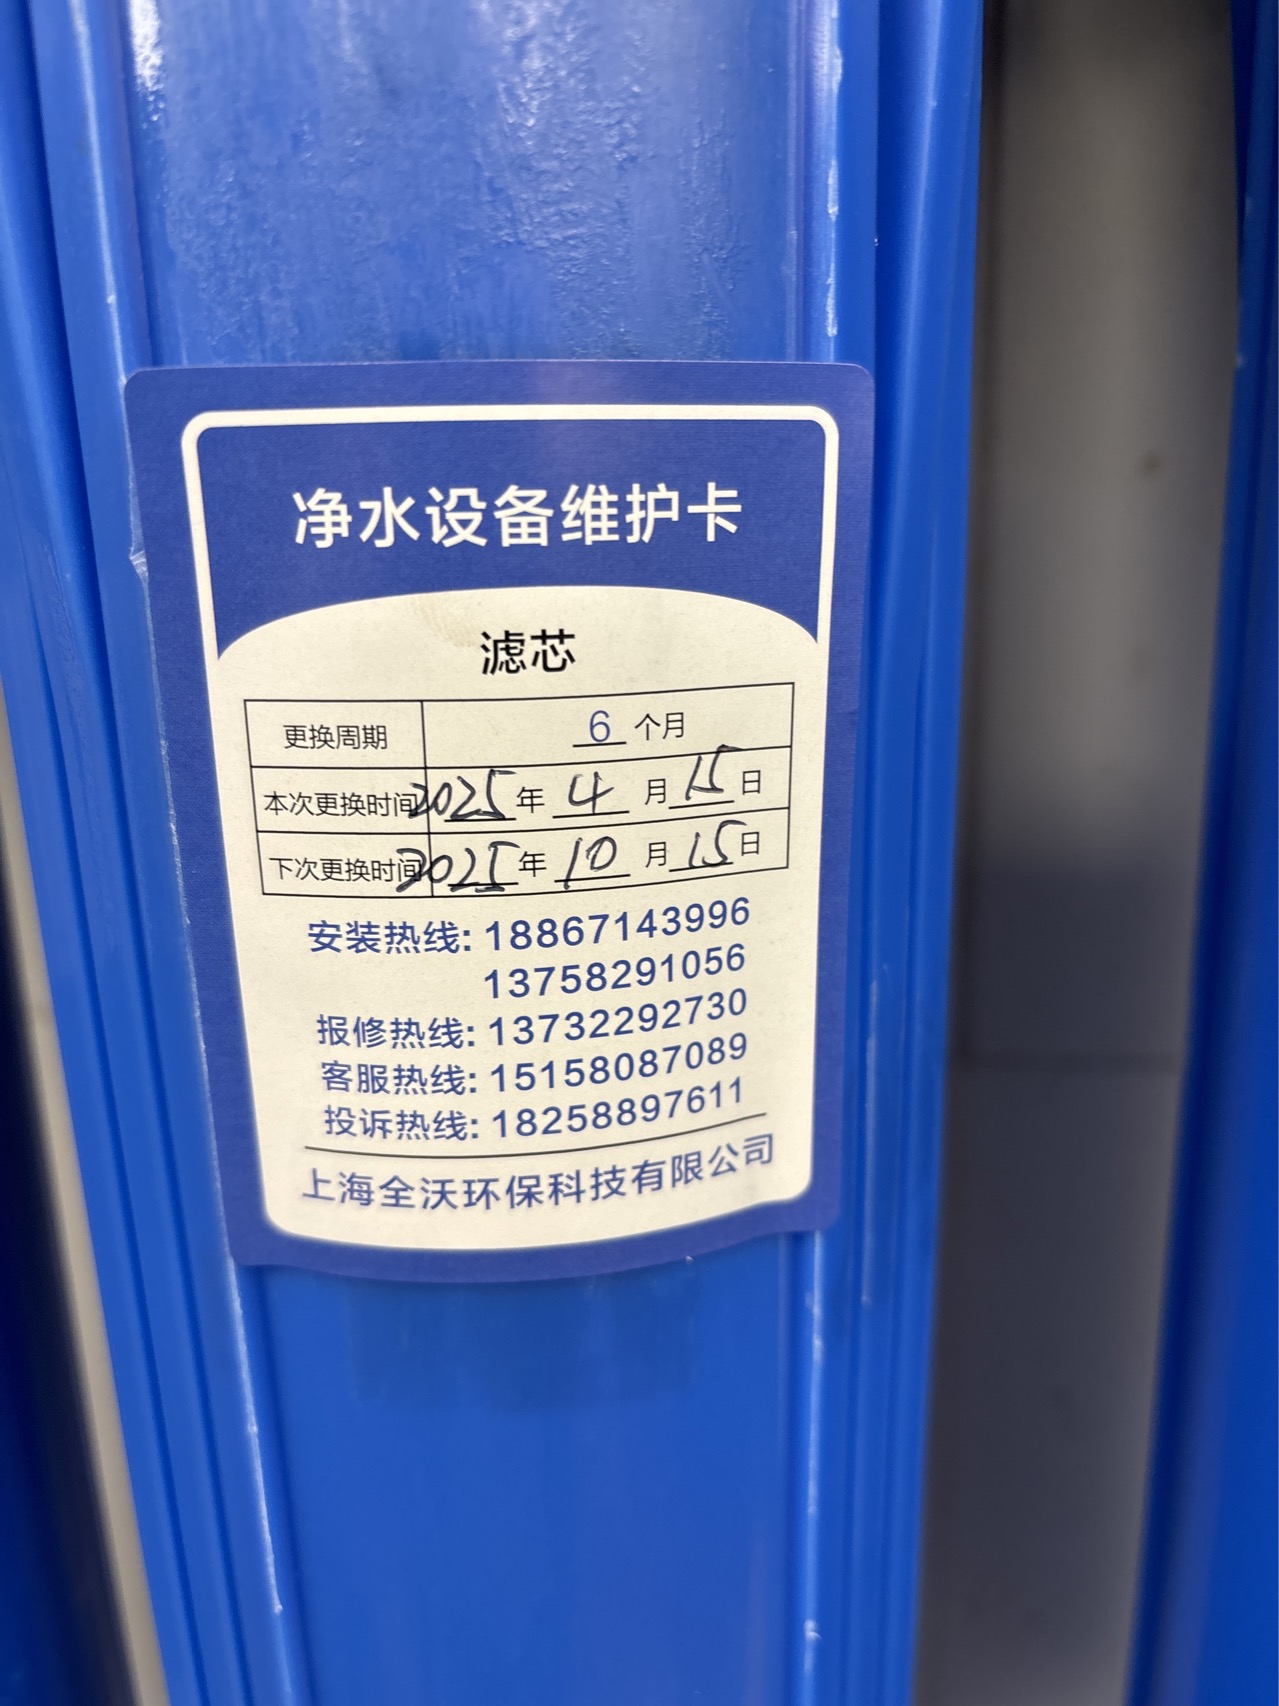 净水设备维护卡
滤芯
更换周期 6 个月
本次更换时间 2025 年 4 月 15 日
下次更换时间 2025 年 10 月 15 日
安装热线: 18867143996
13758291056
报修热线: 13732292730
客服热线: 15158087089
投诉热线: 18258897611
上海全沃环保科技有限公司